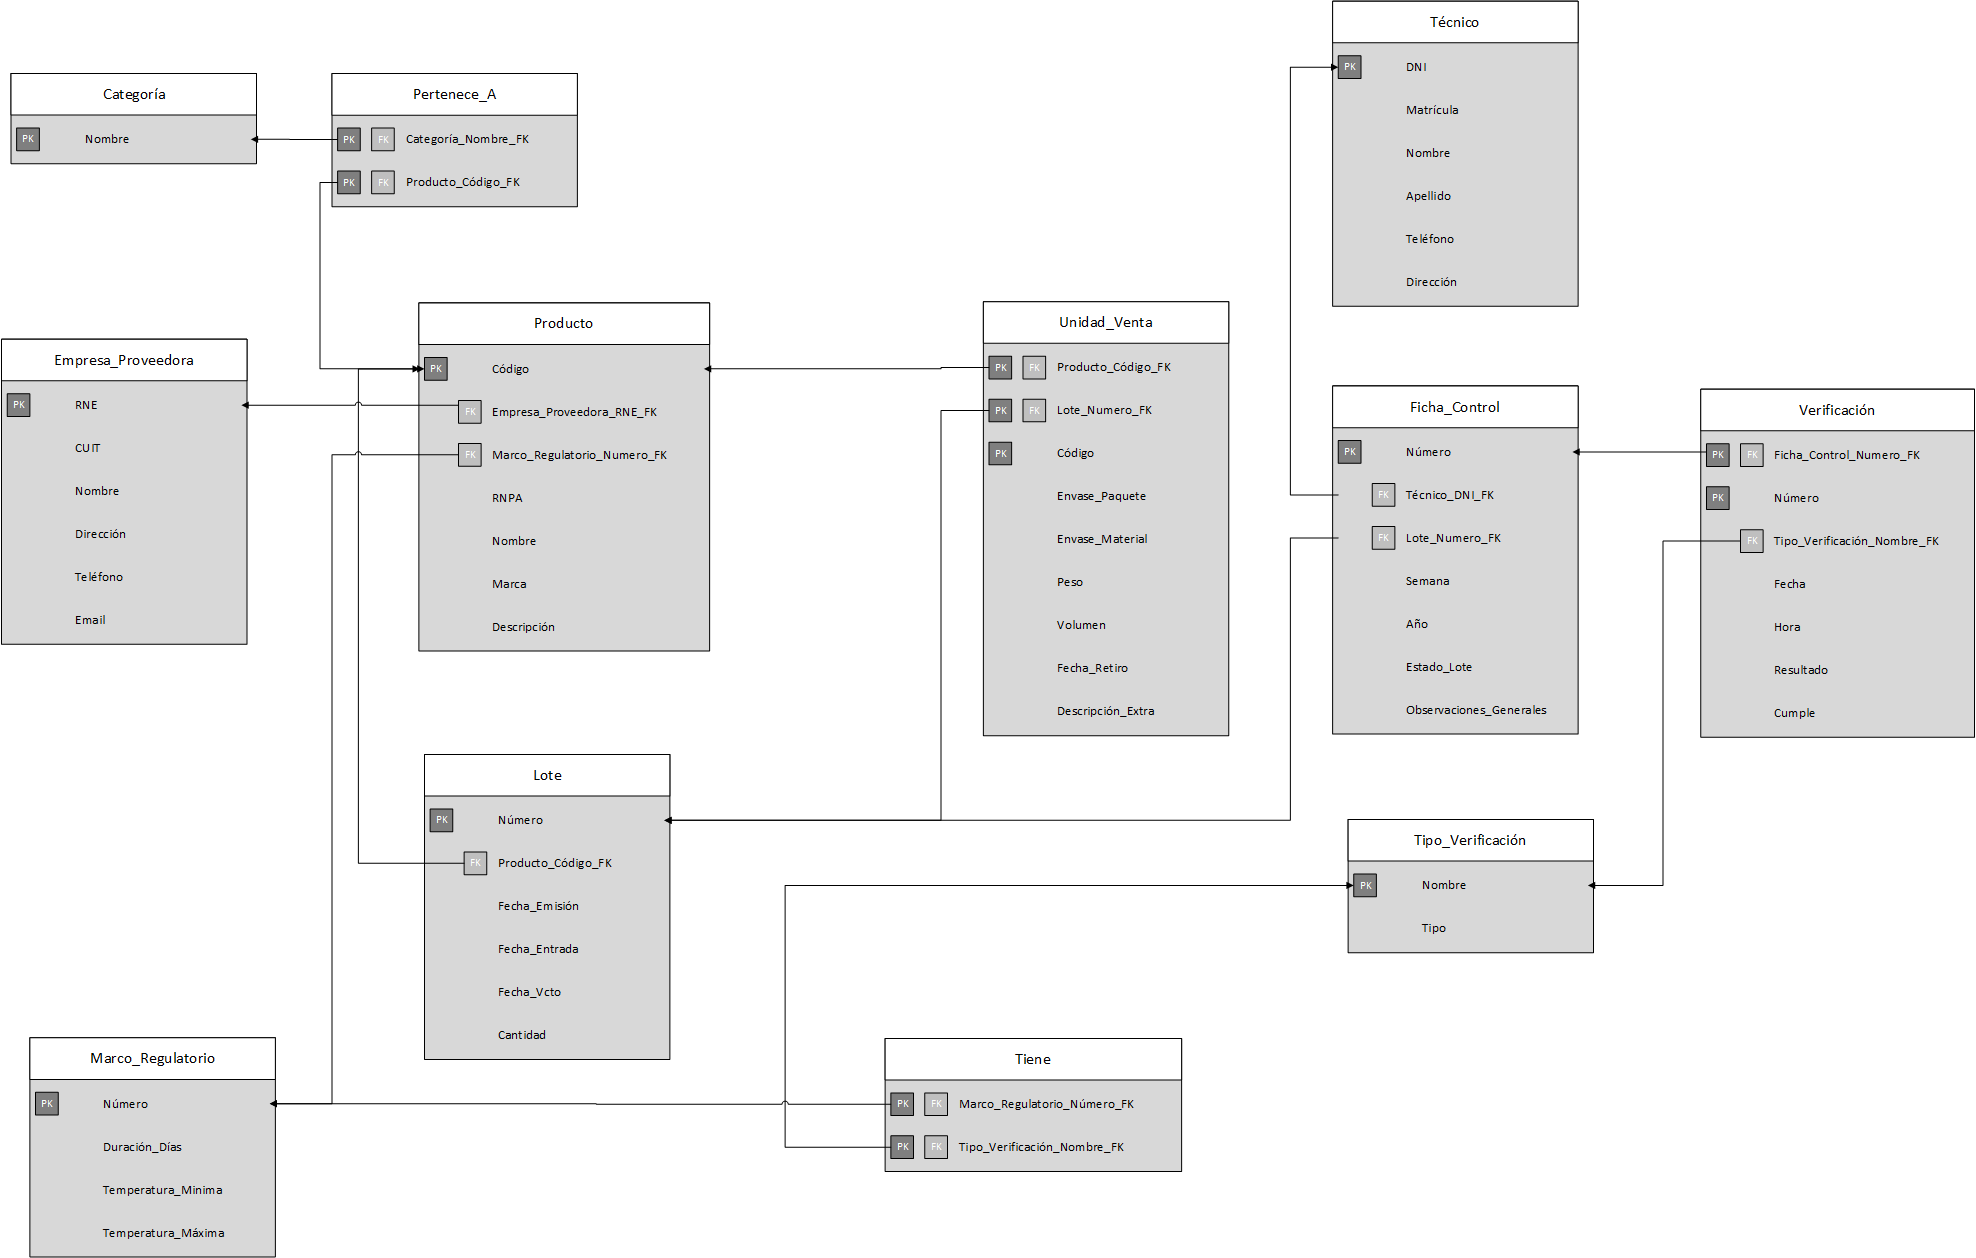 Categoría
PK Nombre
Pertenece_A
PK FK Categoría_Nombre_FK
PK FK Producto_Código_FK
Técnico
PK DNI
Matrícula
Nombre
Apellido
Teléfono
Dirección
Empresa_Proveedora
PK RNE
CUIT
Nombre
Dirección
Teléfono
Email
Producto
PK Código
FK Empresa_Proveedora_RNE_FK
FK Marco_Regulatorio_Numero_FK
RNPA
Nombre
Marca
Descripción
Unidad_Venta
PK FK Producto_Código_FK
PK FK Lote_Numero_FK
PK Código
Envase_Paquete
Envase_Material
Peso
Volumen
Fecha_Retiro
Descripción_Extra
Ficha_Control
PK Número
FK Técnico_DNI_FK
FK Lote_Numero_FK
Semana
Año
Estado_Lote
Observaciones_Generales
Verificación
PK FK Ficha_Control_Numero_FK
PK Número
FK Tipo_Verificación_Nombre_FK
Fecha
Hora
Resultado
Cumple
Lote
PK Número
FK Producto_Código_FK
Fecha_Emisión
Fecha_Entrada
Fecha_Vcto
Cantidad
Tipo_Verificación
PK Nombre
Tipo
Marco_Regulatorio
PK Número
Duración_Días
Temperatura_Minima
Temperatura_Máxima
Tiene
PK FK Marco_Regulatorio_Número_FK
PK FK Tipo_Verificación_Nombre_FK